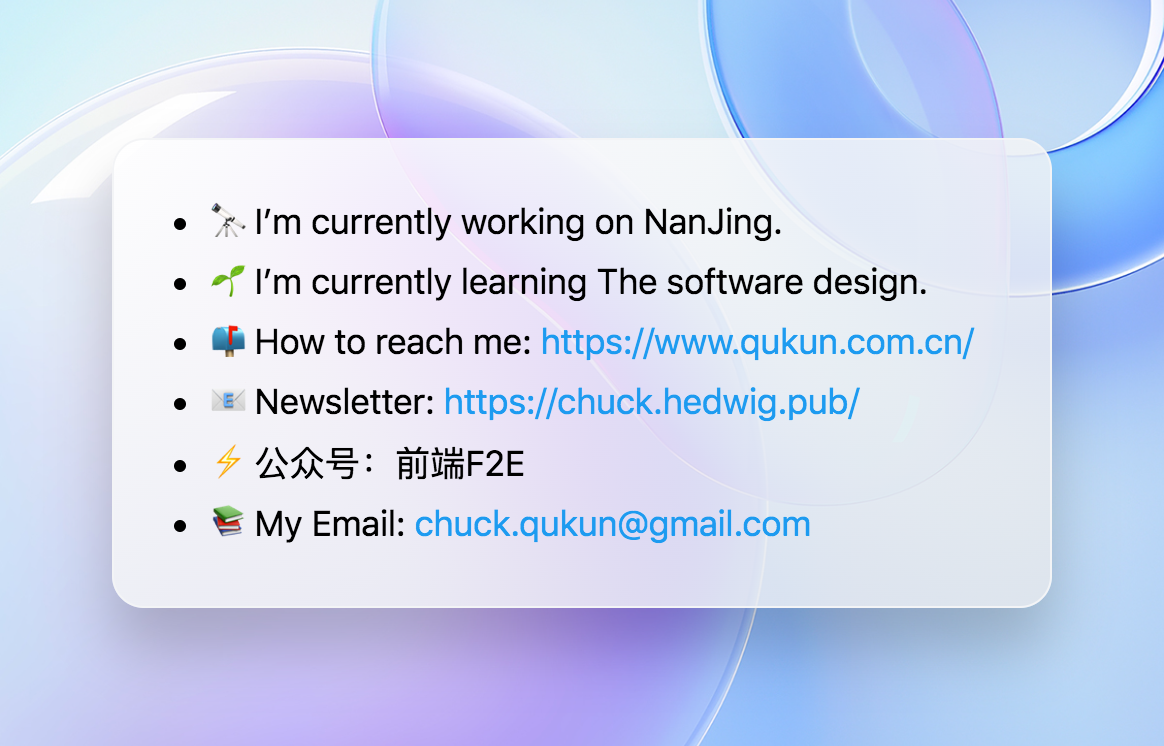 • 🔭 I’m currently working on NanJing.
• 🌱 I’m currently learning The software design.
• 📫 How to reach me: https://www.qukun.com.cn/
• 📧 Newsletter: https://chuck.hedwig.pub/
• ⚡ 公众号：前端F2E
• 📚 My Email: chuck.qukun@gmail.com